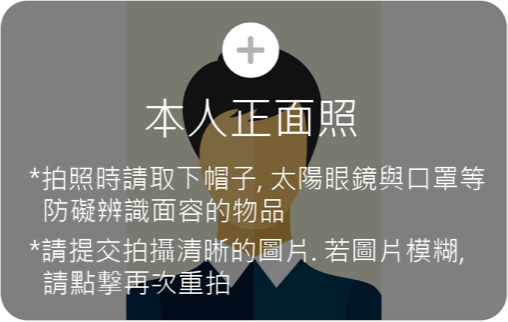 本人正面照
*拍照時請取下帽子, 太陽眼鏡與口罩等
防礙辨識面容的物品
*請提交拍攝清晰的圖片. 若圖片模糊,
請點擊再次重拍